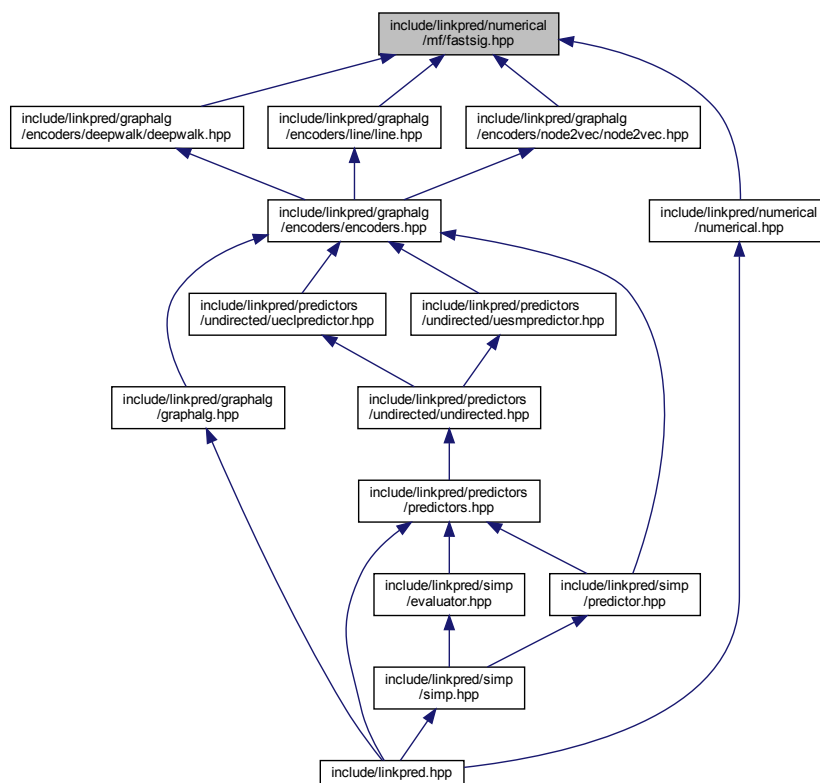 include/linkpred/numerical
/mf/fastsig.hpp
include/linkpred/graphalg
/encoders/deepwalk/deepwalk.hpp
include/linkpred/graphalg
/encoders/line/line.hpp
include/linkpred/graphalg
/encoders/node2vec/node2vec.hpp
include/linkpred/graphalg
/encoders/encoders.hpp
include/linkpred/numerical
/numerical.hpp
include/linkpred/predictors
/undirected/ueclpredictor.hpp
include/linkpred/predictors
/undirected/uesmpredictor.hpp
include/linkpred/graphalg
/graphalg.hpp
include/linkpred/predictors
/undirected/undirected.hpp
include/linkpred/predictors
/predictors.hpp
include/linkpred/simp
/evaluator.hpp
include/linkpred/simp
/predictor.hpp
include/linkpred/simp
/simp.hpp
include/linkpred.hpp